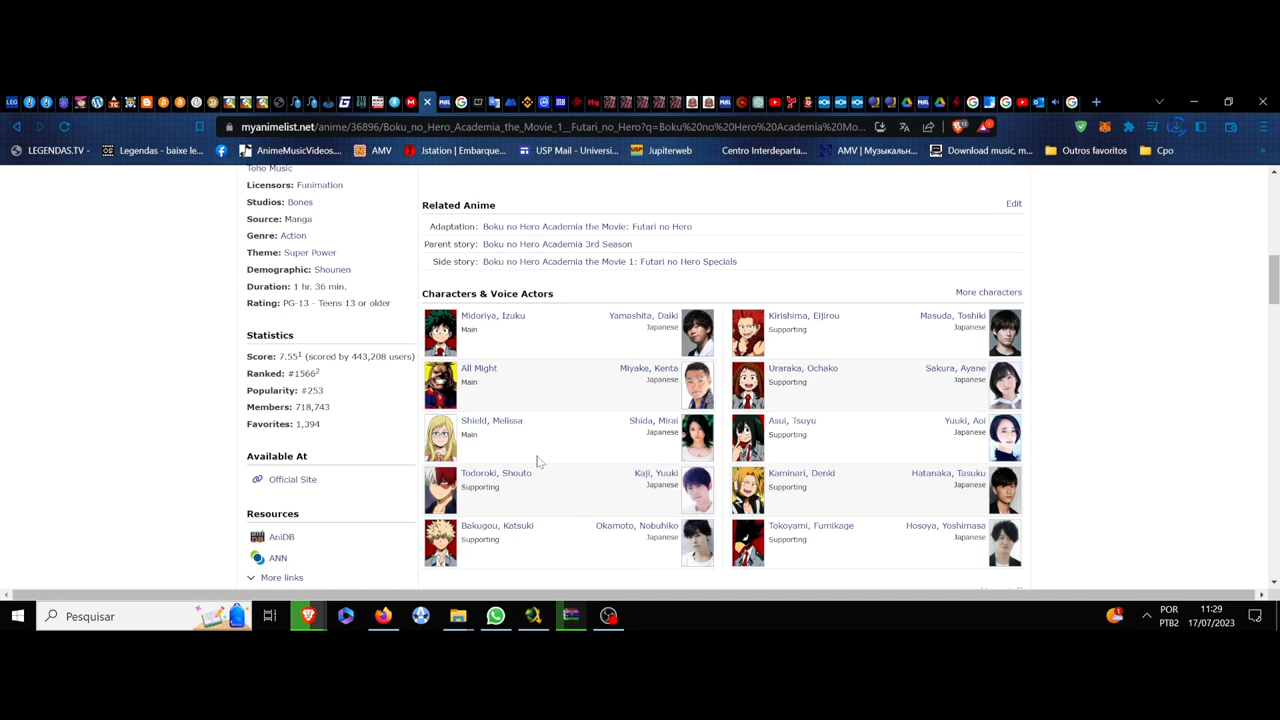 myanimelist.net/anime/36896/Boku_no_Hero_Academia_the_Movie_1__Futari_no_Hero?q=Boku%20no%20Hero%20Academia%20Mo...
LEGENDAS.TV - Legendas - baixe le... AnimeMusicVideos.... AMV Jstation | Embarque... USP Mail - Universi... Jupiterweb Centro Interdeparta... AMV | Музыкальн... Download music, m... Outros favoritos Cpo
Toho Music
Licensors: Funimation
Studios: Bones
Source: Manga
Genre: Action
Theme: Super Power
Demographic: Shounen
Duration: 1 hr. 36 min.
Rating: PG-13 - Teens 13 or older
Statistics
Score: 7.55¹ (scored by 443,208 users)
Ranked: #1566²
Popularity: #253
Members: 718,743
Favorites: 1,394
Available At
Official Site
Resources
AniDB
ANN
More links
Related Anime Edit
Adaptation: Boku no Hero Academia the Movie: Futari no Hero
Parent story: Boku no Hero Academia 3rd Season
Side story: Boku no Hero Academia the Movie 1: Futari no Hero Specials
Characters & Voice Actors More characters
Midoriya, Izuku Yamashita, Daiki
Main Japanese
All Might Miyake, Kenta
Main Japanese
Shield, Melissa Shida, Mirai
Main Japanese
Todoroki, Shouto Kaji, Yuuki
Supporting Japanese
Bakugou, Katsuki Okamoto, Nobuhiko
Supporting Japanese
Kirishima, Eijirou Masuda, Toshiki
Supporting Japanese
Uraraka, Ochako Sakura, Ayane
Supporting Japanese
Asui, Tsuyu Yuuki, Aoi
Supporting Japanese
Kaminari, Denki Hatanaka, Tasuku
Supporting Japanese
Tokoyami, Fumikage Hosoya, Yoshimasa
Supporting Japanese
Pesquisar
POR 11:29
PTB2 17/07/2023